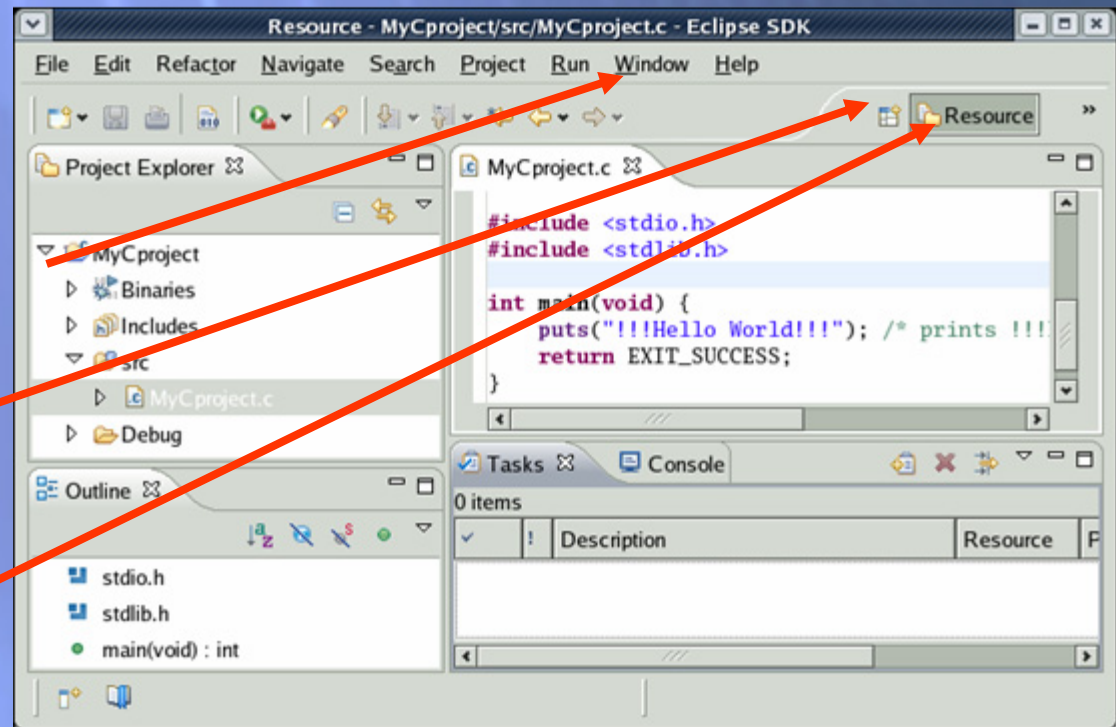 Resource - MyCproject/src/MyCproject.c - Eclipse SDK
File Edit Refactor Navigate Search Project Run Window Help
Resource »
Project Explorer
MyCproject
Binaries
Includes
src
MyCproject.c
Debug
MyCproject.c
#include <stdio.h>
#include <stdlib.h>
int main(void) {
puts("!!!Hello World!!!"); /* prints !!!
return EXIT_SUCCESS;
}
Outline
stdio.h
stdlib.h
main(void) : int
Tasks Console
0 items
! Description Resource